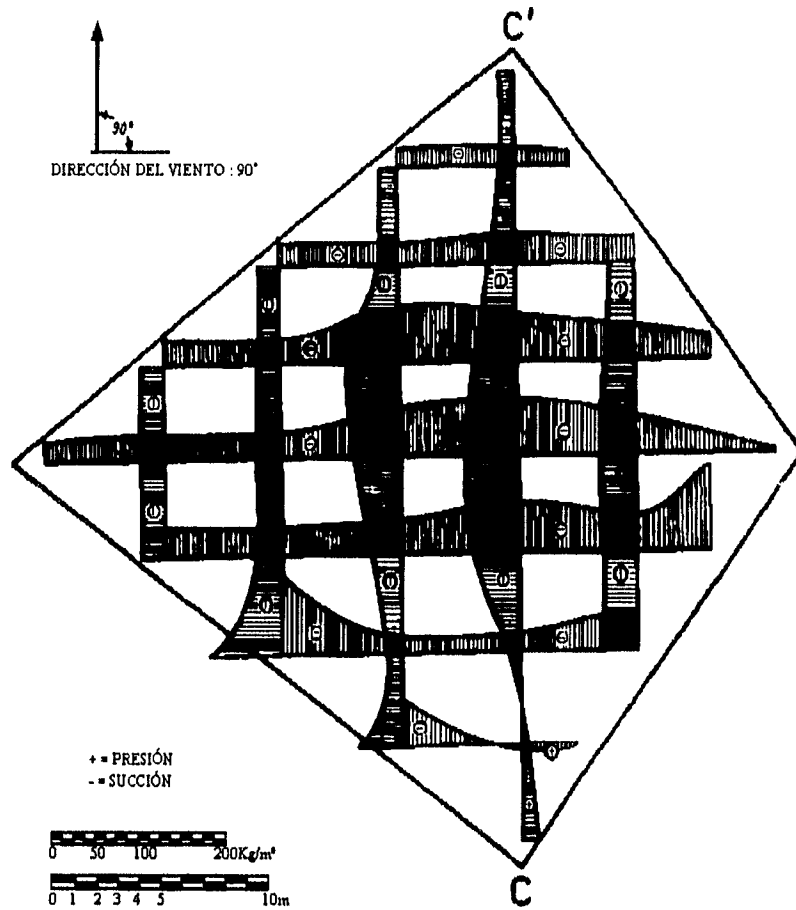 C'
90°
DIRECCIÓN DEL VIENTO : 90°
+ = PRESIÓN
- = SUCCIÓN
0 50 100 200Kg/m²
0 1 2 3 4 5 10m
C